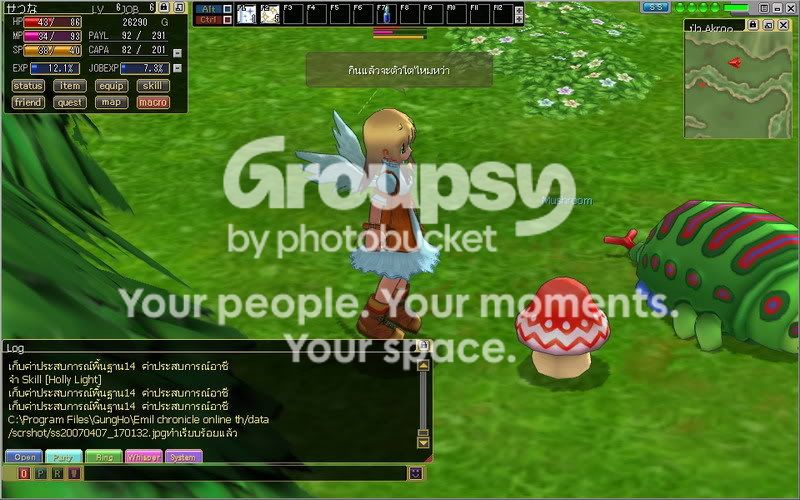 せつな LV 6 JOB 6
HP 43/ 86 26290 G
MP 34/ 93 PAYL 92 / 291
SP 38/ 40 CAPA 82 / 201
EXP 12.1% JOBEXP 7.3%
status item equip skill
friend quest map macro
Alt
Ctrl
F1 F2 F3 F4 F5 F6 F7 F8 F9 F10 F11 F12
SS
ป่า Akroo
กินแล้วจะตัวโตไหมหว่า
Groupsy
by photobucket
Mushroom
Your people. Your moments.
Your space.
Log
เก็บค่าประสบการณ์พื้นฐาน14 ค่าประสบการณ์อาชี
จำ Skill [Holly Light]
เก็บค่าประสบการณ์พื้นฐาน14 ค่าประสบการณ์อาชี
เก็บค่าประสบการณ์พื้นฐาน14 ค่าประสบการณ์อาชี
C:\Program Files\GungHo\Emil chronicle online th/data
/scrshot/ss20070407_170132.jpgทำเรียบร้อยแล้ว
Open Party Ring Whisper System
O P R W